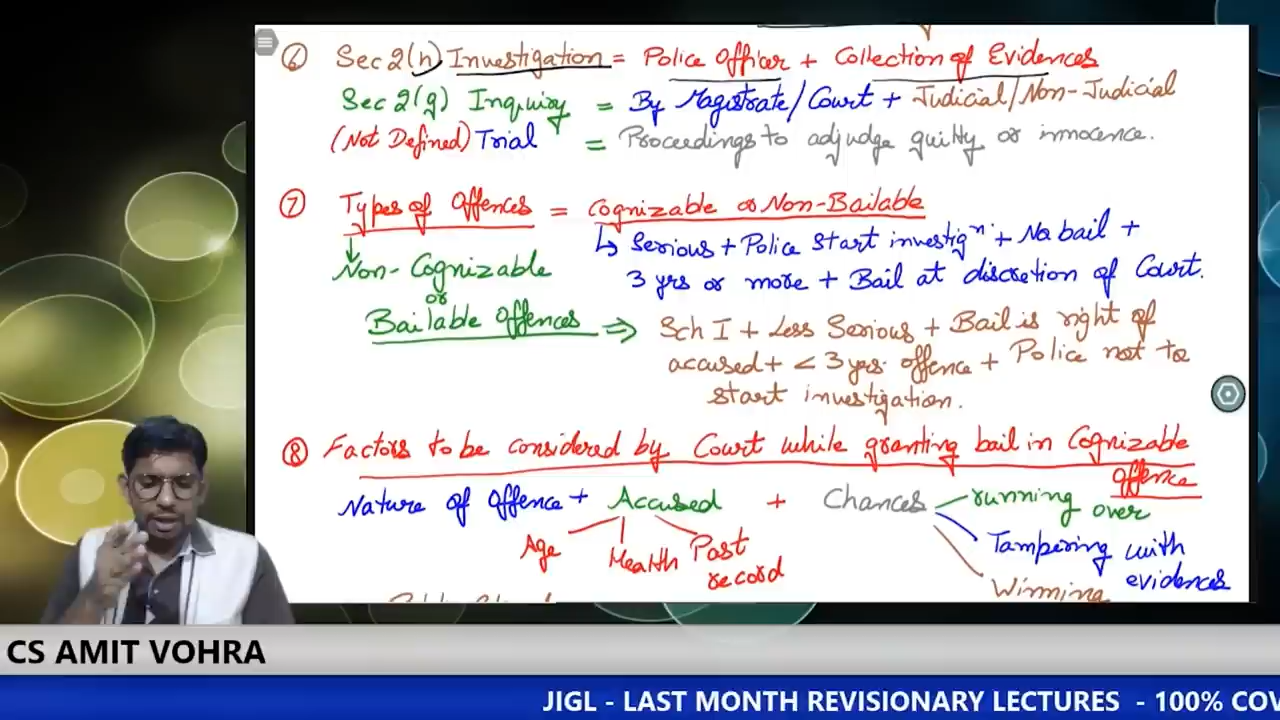 ⑥ Sec 2(h) Investigation = Police Officer + Collection of Evidences
Sec 2(g) Inquiry = By Magistrate/Court + Judicial/Non-Judicial
(Not Defined) Trial = Proceedings to adjudge guilty or innocence.
⑦ Types of Offences = Cognizable or Non-Bailable
↳ Serious + Police start investigⁿ + No bail +
Non-Cognizable
3 yrs or more + Bail at discretion of Court.
or
Bailable Offences ⇒ Sch I + Less Serious + Bail is right of
accused + < 3 yrs. offence + Police not to
start investigation.
⑧ Factors to be considered by Court while granting bail in Cognizable
offence
Nature of offence + Accused + Chances running over
Age Health Past record
Tampering with evidences
Winning
CS AMIT VOHRA
JIGL - LAST MONTH REVISIONARY LECTURES - 100% COV